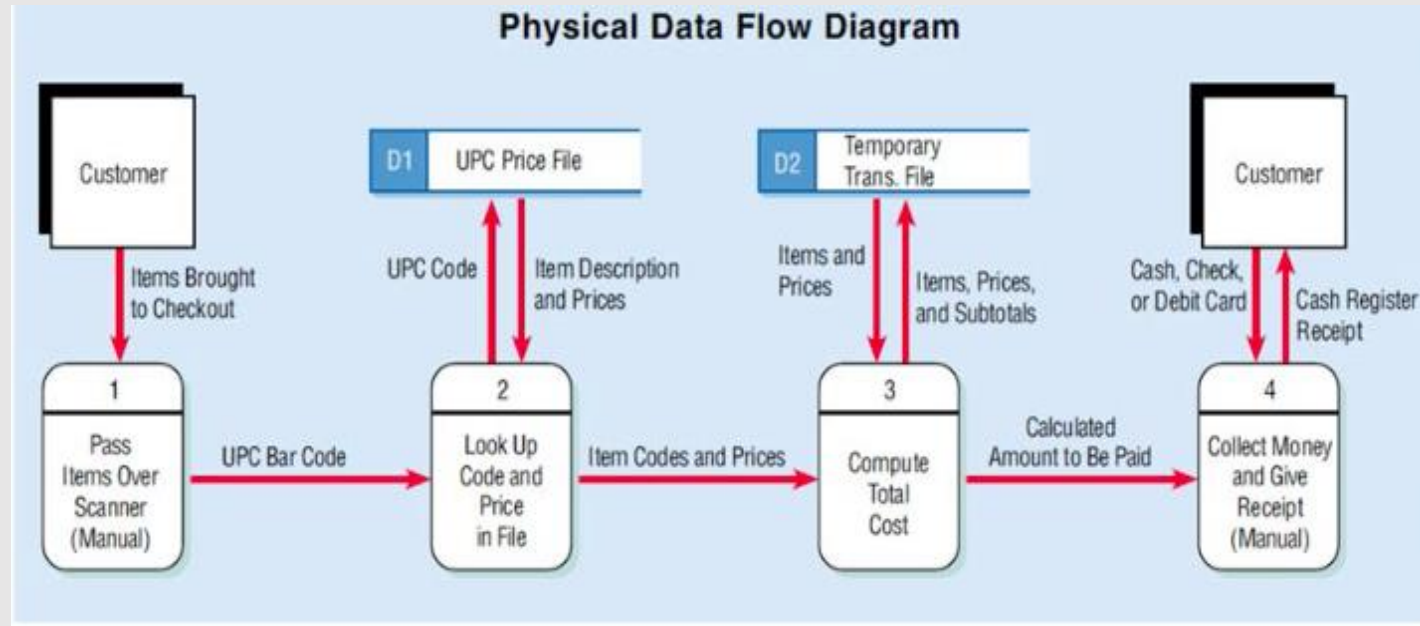 Physical Data Flow Diagram
Customer
D1
UPC Price File
D2
Temporary
Trans. File
Customer
Items Brought
to Checkout
UPC Code
Item Description
and Prices
Items and
Prices
Items, Prices,
and Subtotals
Cash, Check,
or Debit Card
Cash Register
Receipt
1
Pass
Items Over
Scanner
(Manual)
UPC Bar Code
2
Look Up
Code and
Price
in File
Item Codes and Prices
3
Compute
Total
Cost
Calculated
Amount to Be Paid
4
Collect Money
and Give
Receipt
(Manual)